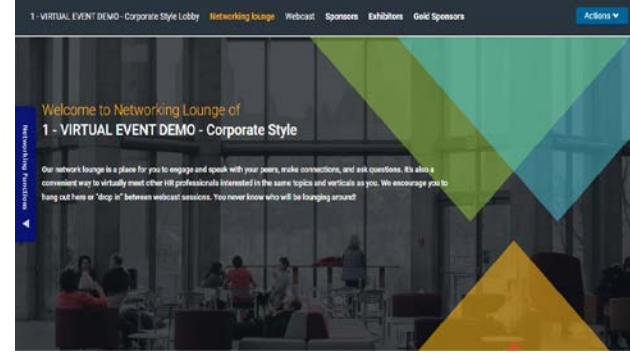 1 - VIRTUAL EVENT DEMO - Corporate Style Lobby Networking lounge Webcast Sponsors Exhibitors Gold Sponsors Actions
Welcome to Networking Lounge of
1 - VIRTUAL EVENT DEMO - Corporate Style
Networking Functions
Our network lounge is a place for you to engage and speak with your peers, make connections, and ask questions. Its also a
convenient way to virtually meet other HR professionals interested in the same topics and verticals as you. We encourage you to
hang out here or "drop in" between webcast sessions. You never know who will be lounging around!